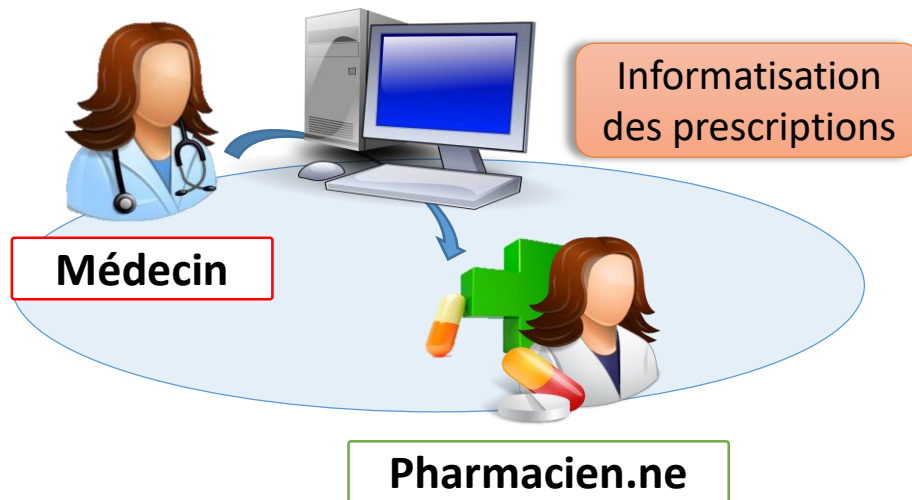 Informatisation
des prescriptions
Médecin
Pharmacien.ne